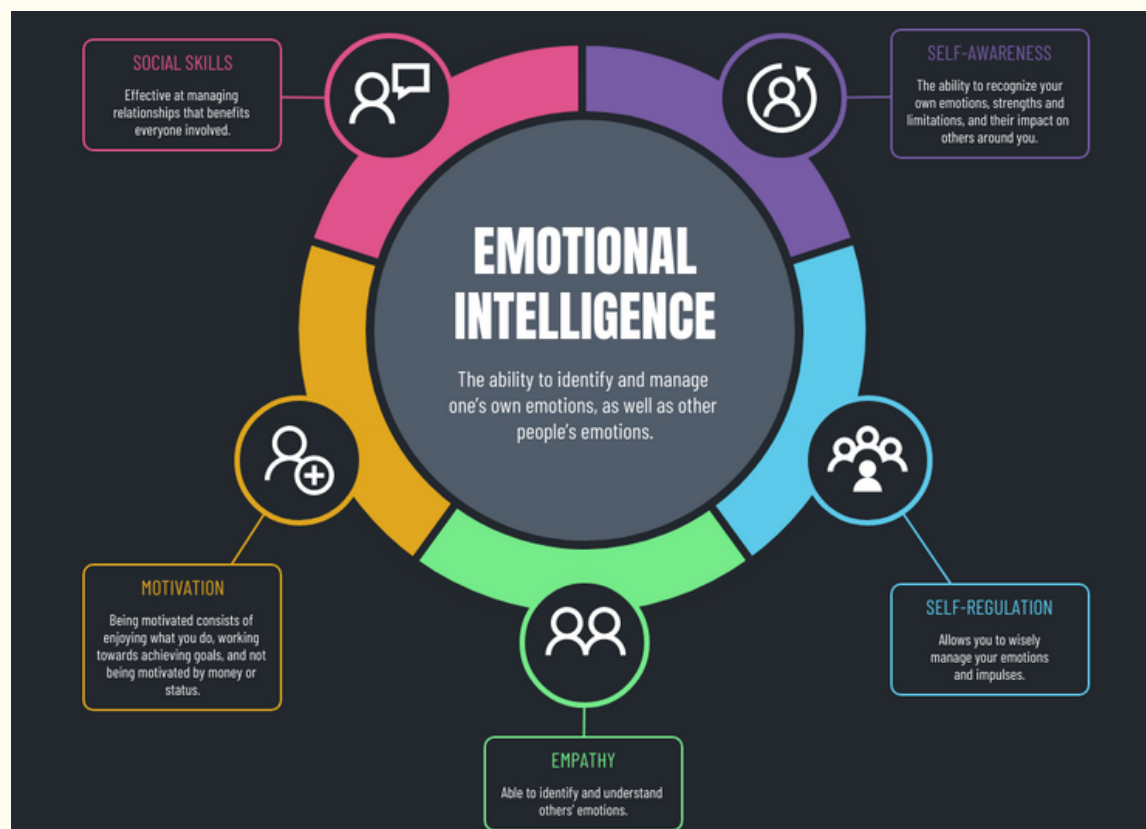 EMOTIONAL
INTELLIGENCE
The ability to identify and manage
one's own emotions, as well as other
people's emotions.
SELF-AWARENESS
The ability to recognize your
own emotions, strengths and
limitations, and their impact on
others around you.
SELF-REGULATION
Allows you to wisely
manage your emotions
and impulses.
EMPATHY
Able to identify and understand
others' emotions.
MOTIVATION
Being motivated consists of
enjoying what you do, working
towards achieving goals, and not
being motivated by money or
status.
SOCIAL SKILLS
Effective at managing
relationships that benefits
everyone involved.